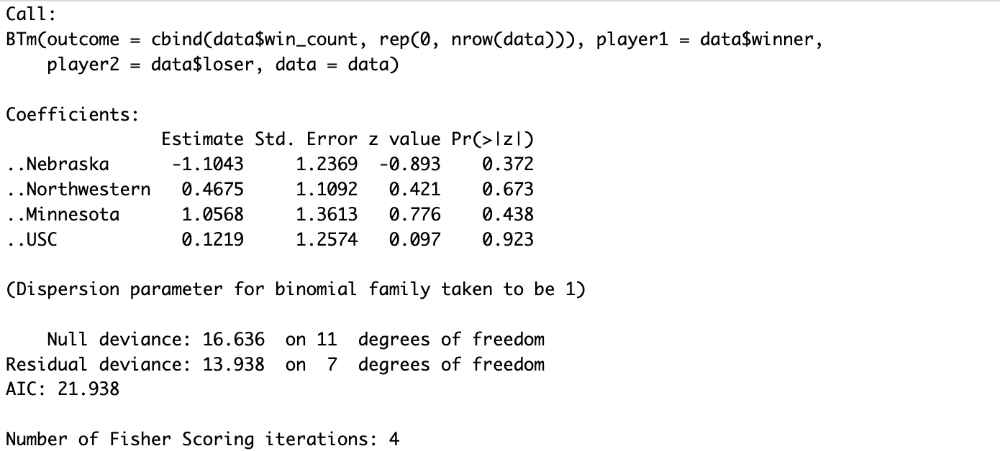 Call:
BTm(outcome = cbind(data$win_count, rep(0, nrow(data))), player1 = data$winner,
    player2 = data$loser, data = data)

Coefficients:
               Estimate Std. Error z value Pr(>|z|)
..Nebraska      -1.1043     1.2369  -0.893    0.372
..Northwestern   0.4675     1.1092   0.421    0.673
..Minnesota      1.0568     1.3613   0.776    0.438
..USC            0.1219     1.2574   0.097    0.923

(Dispersion parameter for binomial family taken to be 1)

    Null deviance: 16.636  on 11  degrees of freedom
Residual deviance: 13.938  on  7  degrees of freedom
AIC: 21.938

Number of Fisher Scoring iterations: 4